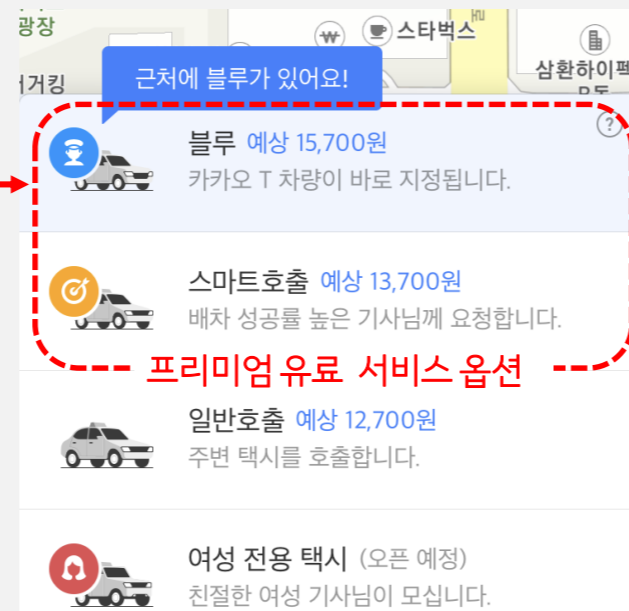 광장
₩
스타벅스
버거킹
근처에 블루가 있어요!
삼환하이펙
?
블루 예상 15,700원
카카오 T 차량이 바로 지정됩니다.
스마트호출 예상 13,700원
배차 성공률 높은 기사님께 요청합니다.
프리미엄 유료 서비스 옵션
일반호출 예상 12,700원
주변 택시를 호출합니다.
여성 전용 택시 (오픈 예정)
친절한 여성 기사님이 모십니다.